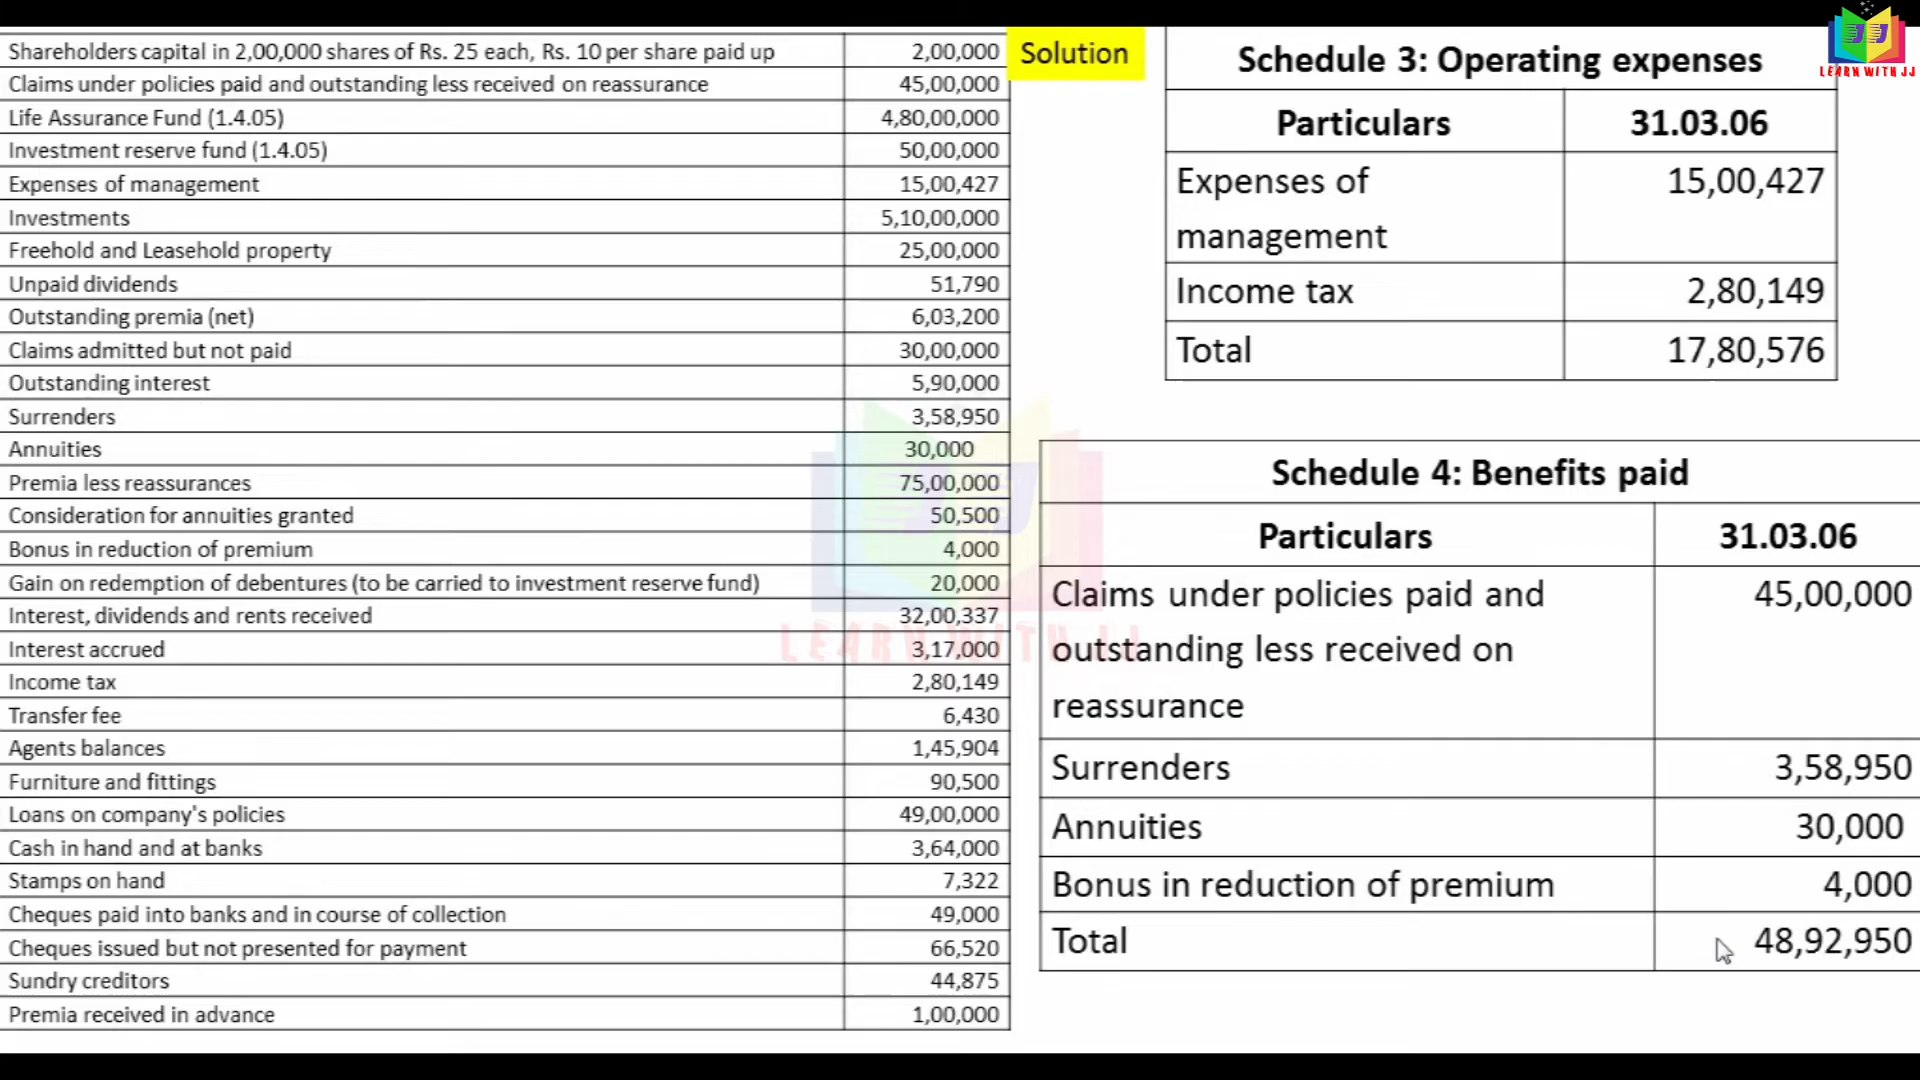 Shareholders capital in 2,00,000 shares of Rs. 25 each, Rs. 10 per share paid up 2,00,000
Claims under policies paid and outstanding less received on reassurance 45,00,000
Life Assurance Fund (1.4.05) 4,80,00,000
Investment reserve fund (1.4.05) 50,00,000
Expenses of management 15,00,427
Investments 5,10,00,000
Freehold and Leasehold property 25,00,000
Unpaid dividends 51,790
Outstanding premia (net) 6,03,200
Claims admitted but not paid 30,00,000
Outstanding interest 5,90,000
Surrenders 3,58,950
Annuities 30,000
Premia less reassurances 75,00,000
Consideration for annuities granted 50,500
Bonus in reduction of premium 4,000
Gain on redemption of debentures (to be carried to investment reserve fund) 20,000
Interest, dividends and rents received 32,00,337
Interest accrued 3,17,000
Income tax 2,80,149
Transfer fee 6,430
Agents balances 1,45,904
Furniture and fittings 90,500
Loans on company's policies 49,00,000
Cash in hand and at banks 3,64,000
Stamps on hand 7,322
Cheques paid into banks and in course of collection 49,000
Cheques issued but not presented for payment 66,520
Sundry creditors 44,875
Premia received in advance 1,00,000
Solution
Schedule 3: Operating expenses
Particulars 31.03.06
Expenses of 15,00,427
management
Income tax 2,80,149
Total 17,80,576
Schedule 4: Benefits paid
Particulars 31.03.06
Claims under policies paid and 45,00,000
outstanding less received on
reassurance
Surrenders 3,58,950
Annuities 30,000
Bonus in reduction of premium 4,000
Total 48,92,950
LEARN WITH JJ
LEARN WITH JJ